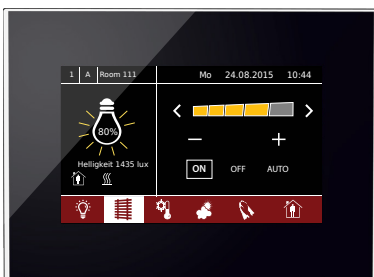 1 A Room 111 Mo 24.08.2015 10:44
80%
Helligkeit 1435 lux
ON OFF AUTO